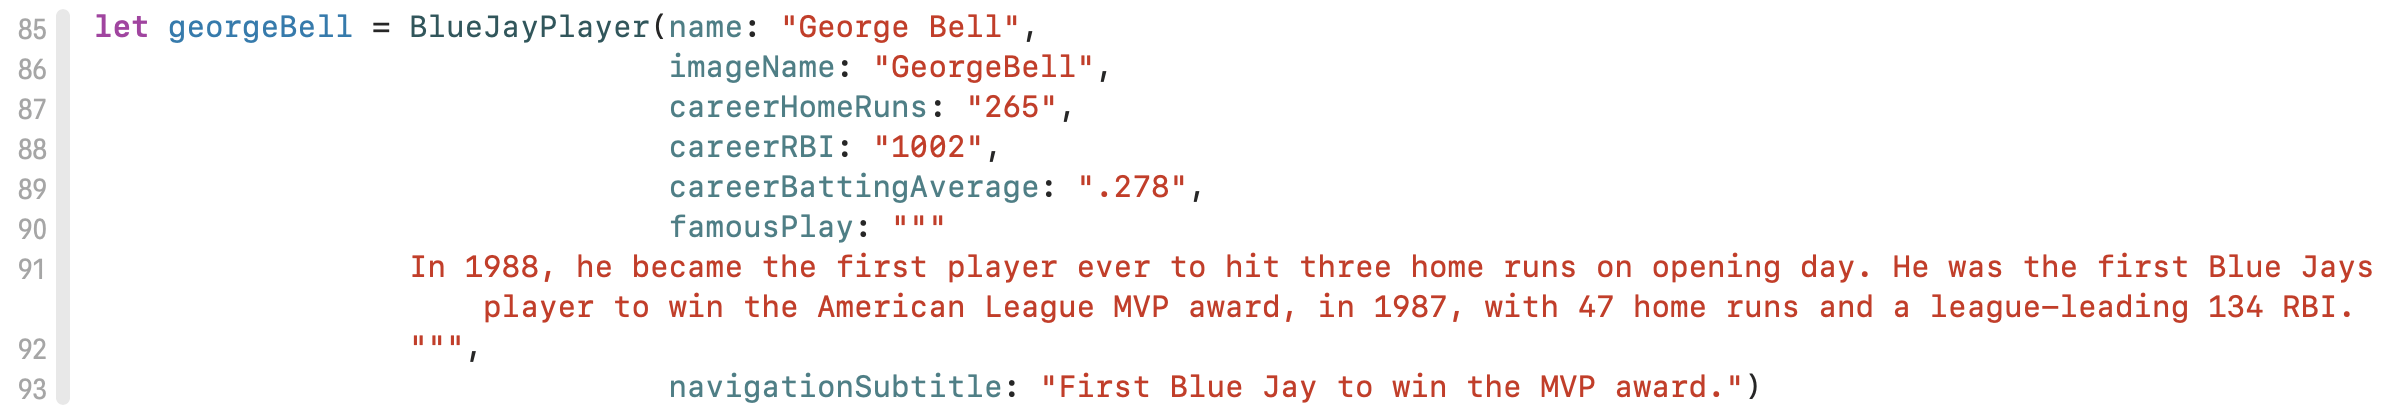 85 let georgeBell = BlueJayPlayer(name: "George Bell",
86 imageName: "GeorgeBell",
87 careerHomeRuns: "265",
88 careerRBI: "1002",
89 careerBattingAverage: ".278",
90 famousPlay: """
91 In 1988, he became the first player ever to hit three home runs on opening day. He was the first Blue Jays
player to win the American League MVP award, in 1987, with 47 home runs and a league-leading 134 RBI.
92 """,
93 navigationSubtitle: "First Blue Jay to win the MVP award.")